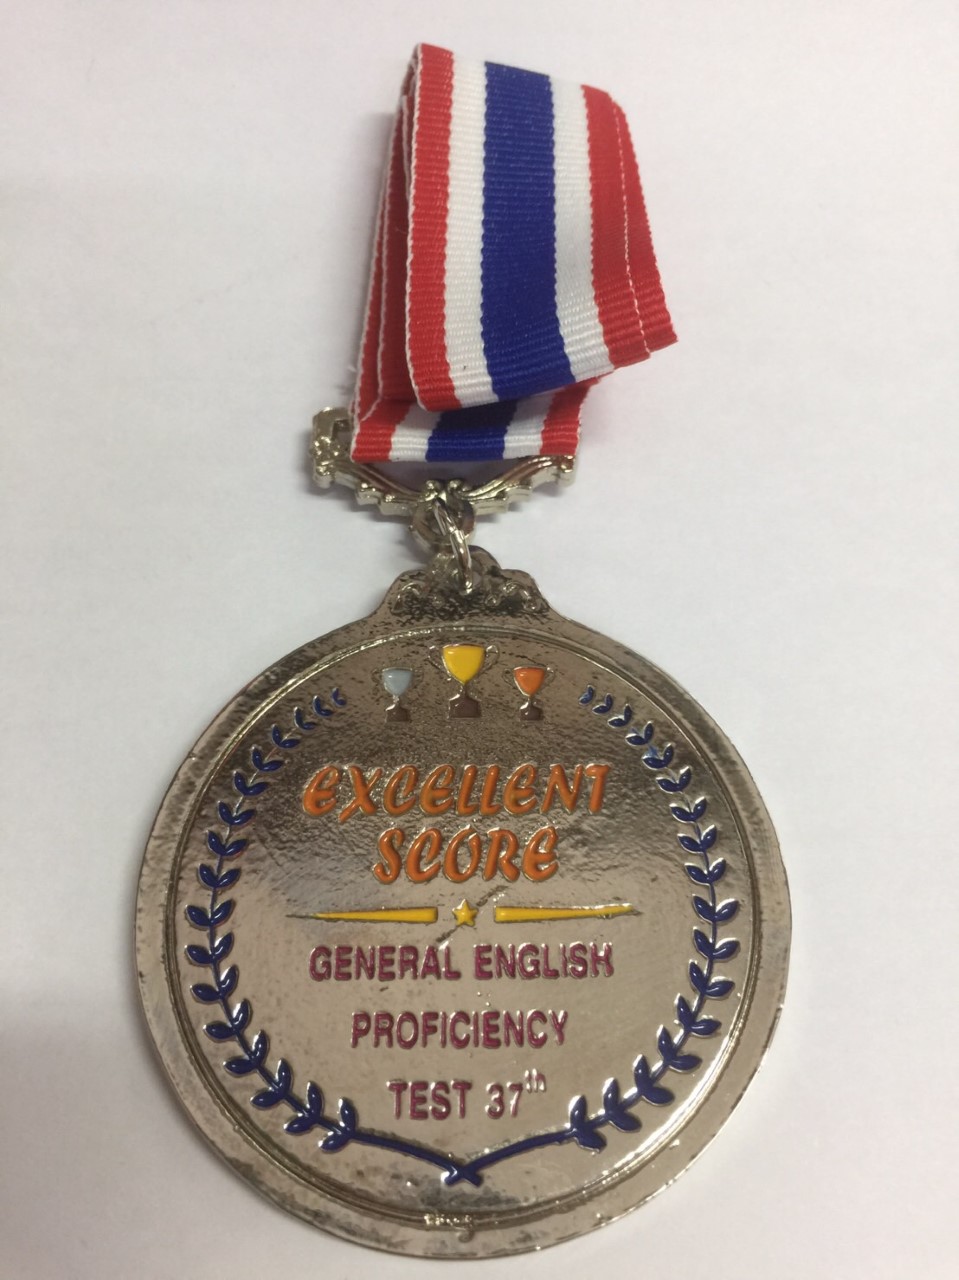 EXCELLENT
SCORE
GENERAL ENGLISH
PROFICIENCY
TEST 37th